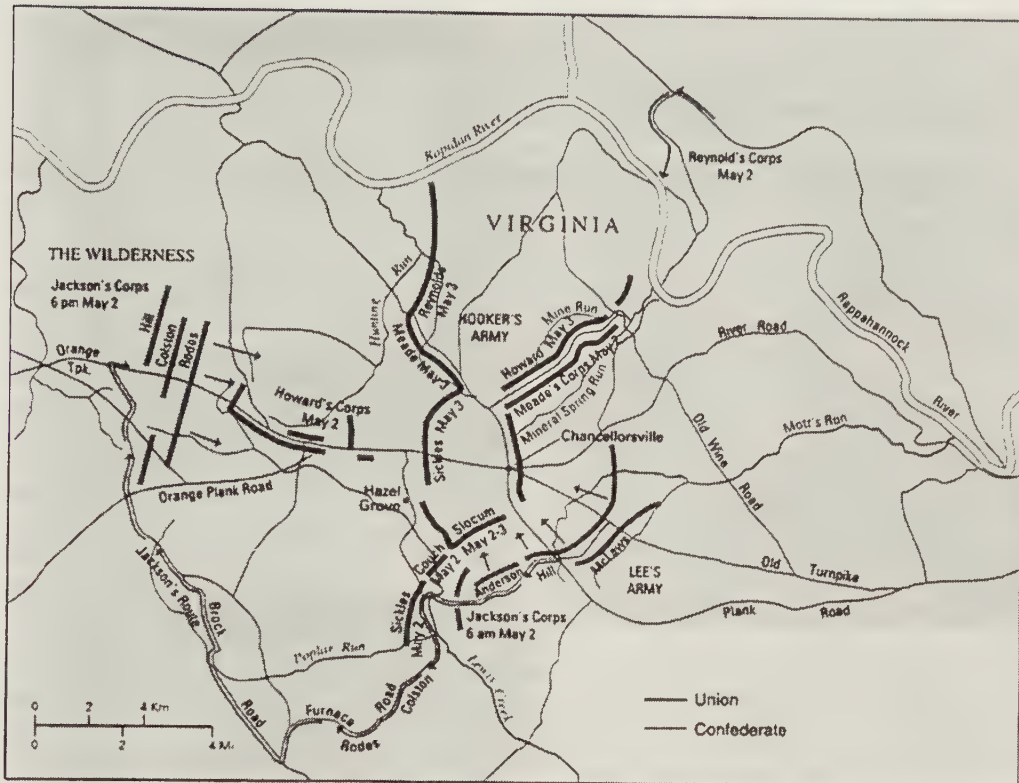 Rapidan River
Reynold's Corps
May 2
VIRGINIA
THE WILDERNESS
Jackson's Corps
6 pm May 2
Hill
Colston
Rodes
Hunting Run
Reynolds
May 3
HOOKER'S
ARMY
Mine Run
Howard May 3
Meade May 3
Meade's Corps May 3
Mineral Spring Run
River Road
Rappahannock
River
Orange
Tpk.
Howard's Corps
May 2
Sickles May 3
Chancellorsville
Old Wine Road
Mott's Run
Orange Plank Road
Hazel
Grove
Slocum
May 2-3
Couch
May 2
Anderson
Hill
McLaws
LEE'S
ARMY
Old Turnpike
Plank Road
Jackson's Route
Brock
Road
Sickles
May 2
Jackson's Corps
6 am May 2
Poplar Run
Lewis Creek
Furnaca
Road
Colston
Rodes
0 2 4 Km
0 2 4 Mi
Union
Confederate